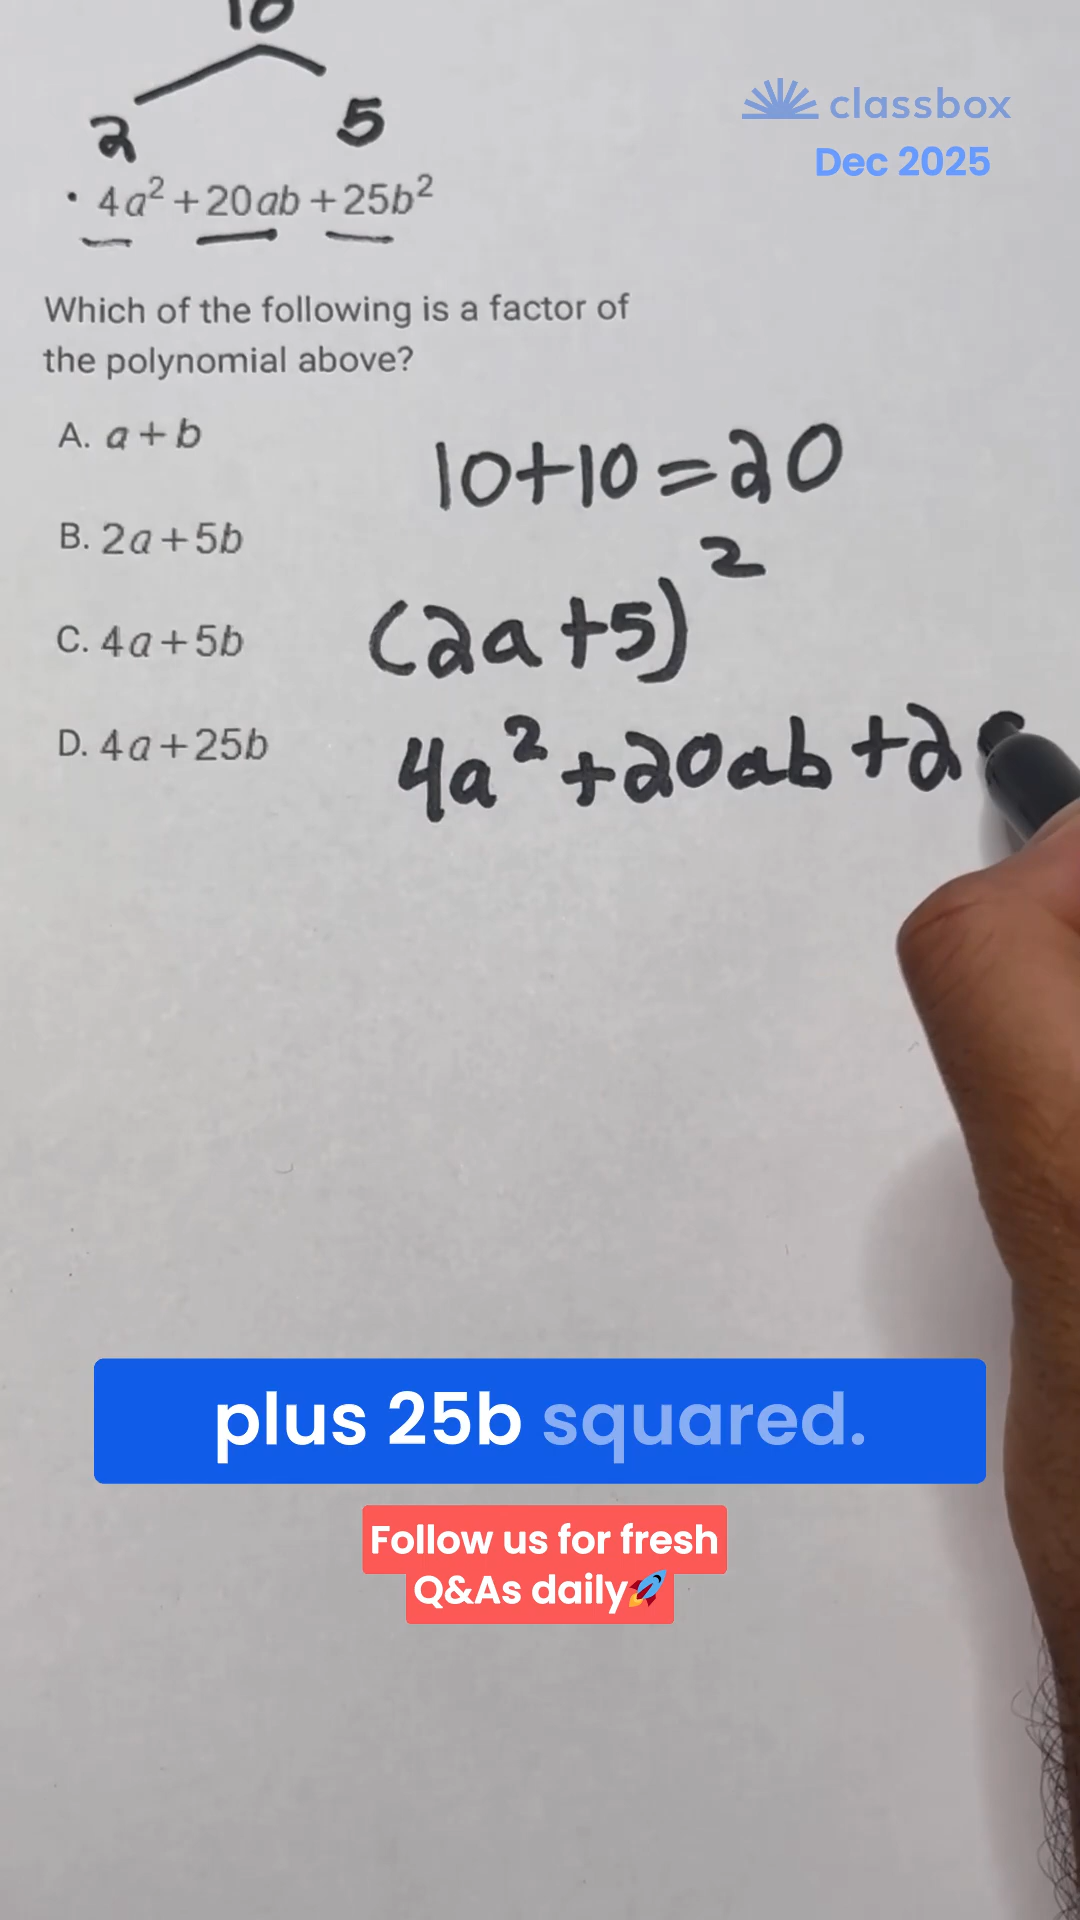 10
classbox
Dec 2025
2 5
• 4a² + 20ab + 25b²
Which of the following is a factor of
the polynomial above?
A. a + b
B. 2a + 5b
C. 4a + 5b
D. 4a + 25b
10+10=20
(2a+5)²
4a²+20ab+2
plus 25b squared.
Follow us for fresh
Q&As daily🚀